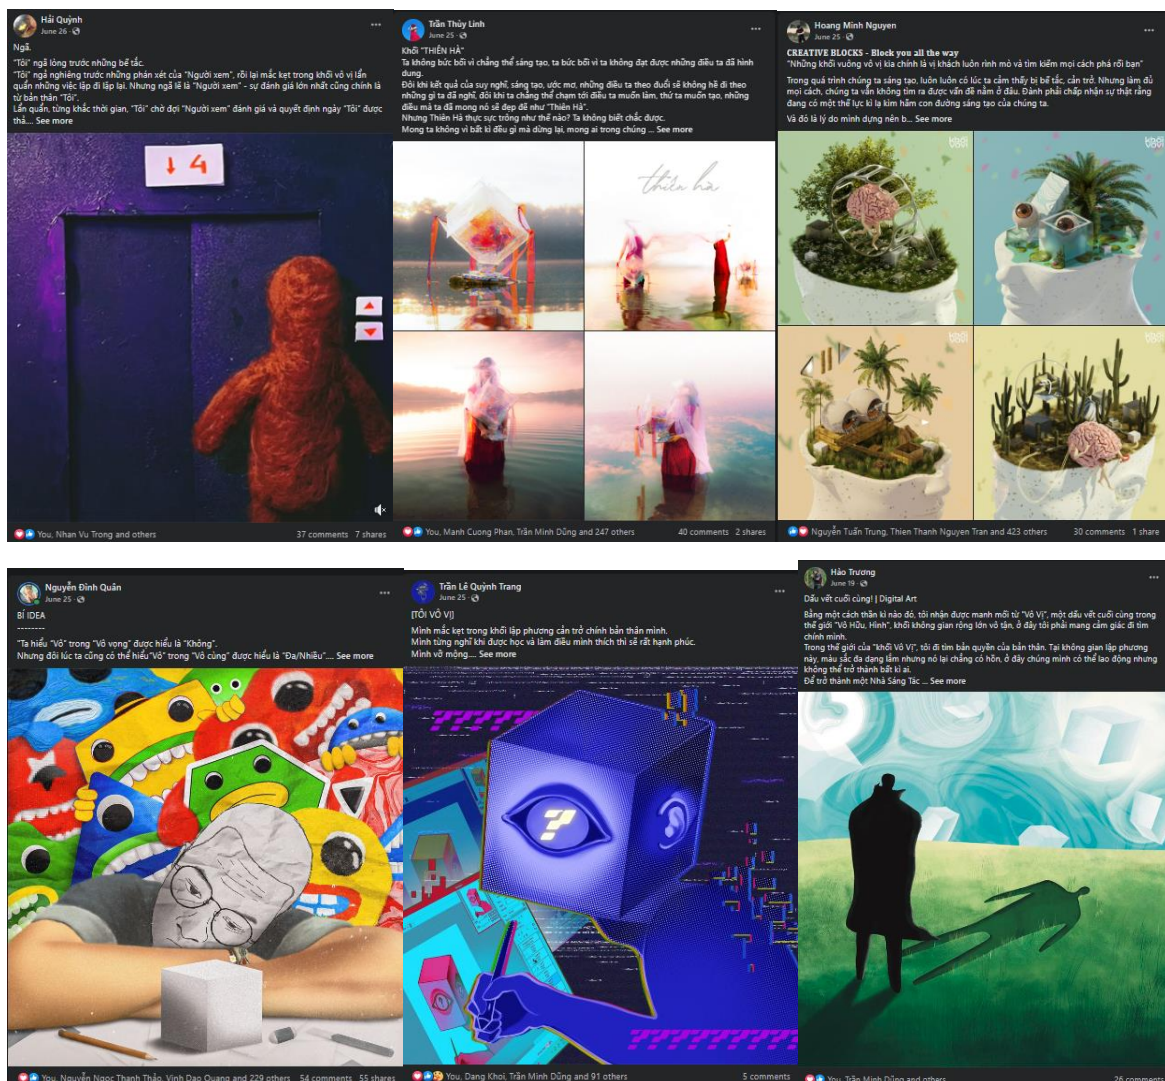 Hải Quỳnh
June 26
Ngã.
"Tôi" ngã lòng trước những bế tắc.
"Tôi" ngả nghiêng trước những phán xét của "Người xem", rồi lại mắc kẹt trong khối vô vị lẩn
quẩn những việc lặp đi lặp lại. Nhưng ngã lẽ là "Người xem" - sự đánh giá lớn nhất cũng chính là
từ bản thân "Tôi".
Lẩn quẩn, từng khắc thời gian, "Tôi" chờ đợi "Người xem" đánh giá và quyết định ngày "Tôi" được
thả.... See more
↓ 4
You, Nhan Vu Trong and others
37 comments 7 shares
Trần Thùy Linh
June 25
Khối "THIÊN HÀ"
Ta không bức bối vì chẳng thể sáng tạo, ta bức bối vì ta không đạt được những điều ta đã hình
dung.
Đôi khi kết quả của suy nghĩ, sáng tạo, ước mơ, những điều ta theo đuổi sẽ không hề đi theo
những gì ta đã nghĩ, đôi khi ta chẳng thể chạm tới điều ta muốn làm, thứ ta muốn tạo, những
điều mà ta đã mong nó sẽ đẹp đẽ như "Thiên Hà".
Nhưng Thiên Hà thực sực trông như thế nào? Ta không biết chắc được.
Mong ta không vì bất kì điều gì mà dừng lại, mong ai trong chúng ... See more
thiên hà
You, Manh Cuong Phan, Trần Minh Dũng and 247 others
40 comments 2 shares
Hoang Minh Nguyen
June 25
CREATIVE BLOCKS - Block you all the way
"Những khối vuông vô vị kia chính là vị khách luôn rình mò và tìm kiếm mọi cách phá rối bạn"
Trong quá trình chúng ta sáng tạo, luôn luôn có lúc ta cảm thấy bị bế tắc, cản trở. Nhưng làm đủ
mọi cách, chúng ta vẫn không tìm ra được vấn đề nằm ở đâu. Đành phải chấp nhận sự thật rằng
đang có một thế lực kì lạ kìm hãm con đường sáng tạo của chúng ta.
Và đó là lý do mình dựng nên b... See more
khối
vô vị
khối
vô vị
khối
vô vị
khối
vô vị
Nguyễn Tuấn Trung, Thien Thanh Nguyen Tran and 423 others
30 comments 1 share
Nguyễn Đình Quân
June 25
BÍ IDEA
--------
"Ta hiểu "Vô" trong "Vô vọng" được hiểu là "Không".
Nhưng đôi lúc ta cũng có thể hiểu"Vô" trong "Vô cùng" được hiểu là "Đa/Nhiều".... See more
You, Nguyễn Ngọc Thanh Thảo, Vinh Dao Quang and 229 others
54 comments 55 shares
Trần Lê Quỳnh Trang
June 25
[TÔI VÔ VỊ]
Mình mắc kẹt trong khối lập phương cản trở chính bản thân mình.
Mình từng nghĩ khi được học và làm điều mình thích thì sẽ rất hạnh phúc.
Mình vỡ mộng.... See more
?
You, Dang Khoi, Trần Minh Dũng and 91 others
5 comments
Hào Trương
June 19
Dấu vết cuối cùng! | Digital Art
Bằng một cách thần kì nào đó, tôi nhận được manh mối từ "Vô Vị", một dấu vết cuối cùng trong
thế giới "Vô Hữu, Hình", khối không gian rộng lớn vô tận, ở đây tôi phải mang cảm giác đi tìm
chính mình.
Trong thế giới của "khối Vô Vị", tôi đi tìm bản quyền của bản thân. Tại không gian lập phương
này, màu sắc đa dạng lắm nhưng nó lại chẳng có hồn, ở đây chúng mình có thể lao động nhưng
không thể trở thành bất kì ai.
Để trở thành một Nhà Sáng Tác ... See more
You, Trần Minh Dũng and others
26 comments